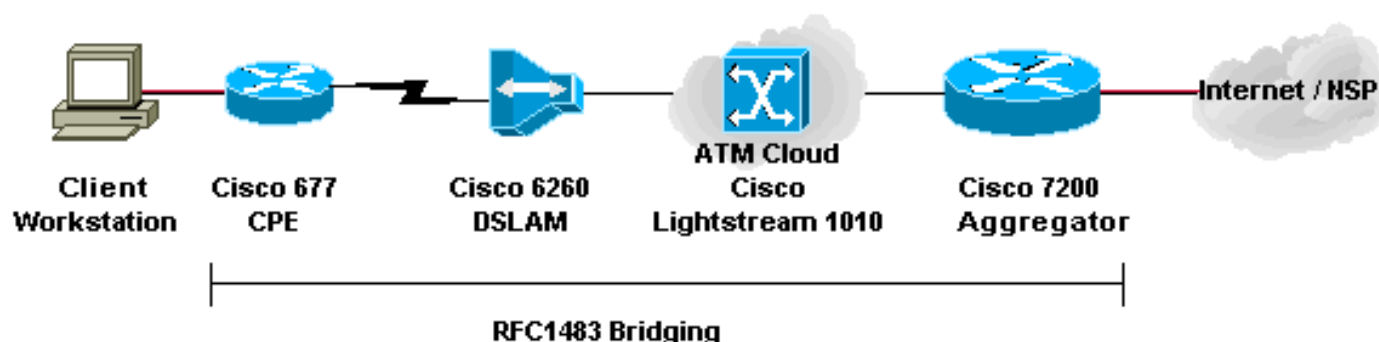 Internet / NSP
ATM Cloud
Client
Workstation
Cisco 677
CPE
Cisco 6260
DSLAM
Cisco
Lightstream 1010
Cisco 7200
Aggregator
RFC1483 Bridging